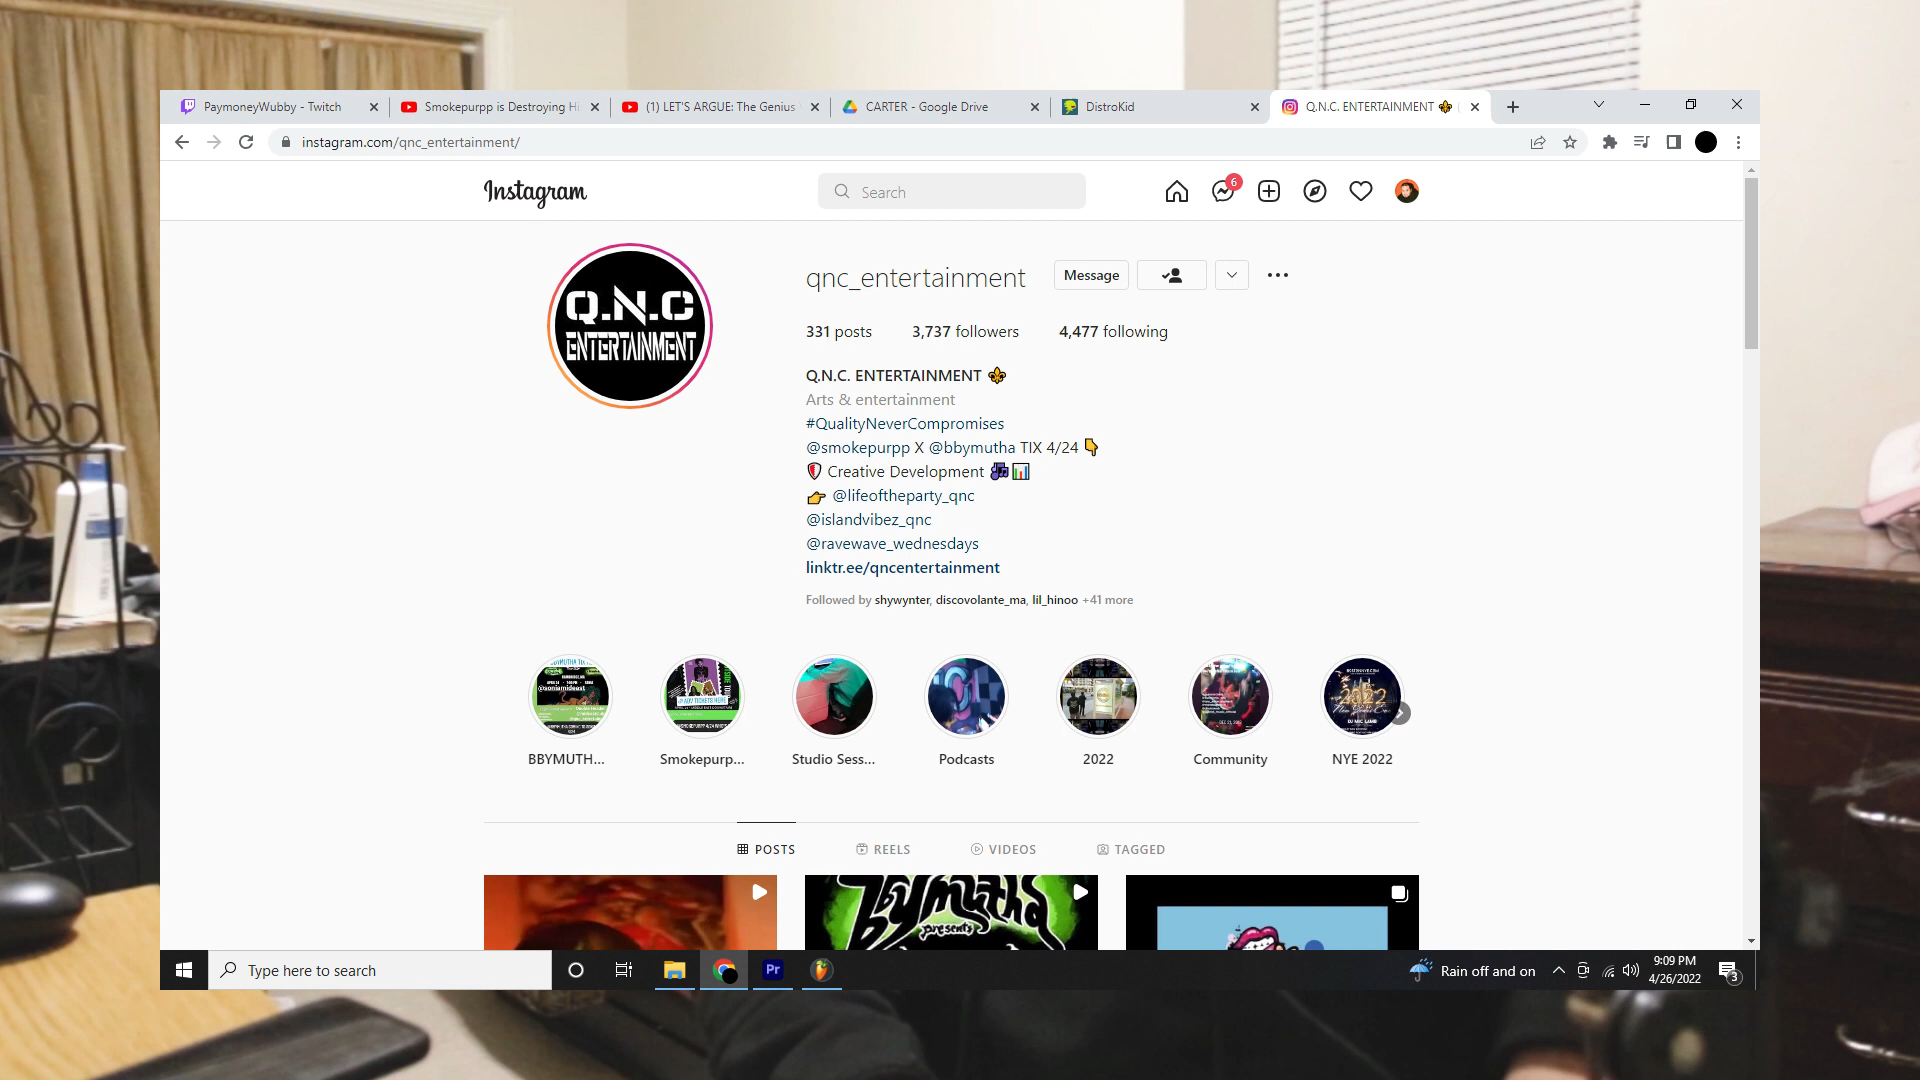 PaymoneyWubby - Twitch
Smokepurpp is Destroying Hi
(1) LET'S ARGUE: The Genius
CARTER - Google Drive
DistroKid
Q.N.C. ENTERTAINMENT ⚜
instagram.com/qnc_entertainment/
Instagram
Search
6
Q.N.C
ENTERTAINMENT
qnc_entertainment
Message
331 posts
3,737 followers
4,477 following
Q.N.C. ENTERTAINMENT ⚜
Arts & entertainment
#QualityNeverCompromises
@smokepurpp X @bbymutha TIX 4/24 👇
Creative Development
👉 @lifeoftheparty_qnc
@islandvibez_qnc
@ravewave_wednesdays
linktr.ee/qncentertainment
Followed by shywynter, discovolante_ma, lil_hinoo +41 more
BBYMUTH...
Smokepurp...
Studio Sess...
Podcasts
2022
Community
NYE 2022
POSTS
REELS
VIDEOS
TAGGED
Bbymutha
presents
Type here to search
Pr
Rain off and on
9:09 PM
4/26/2022
3